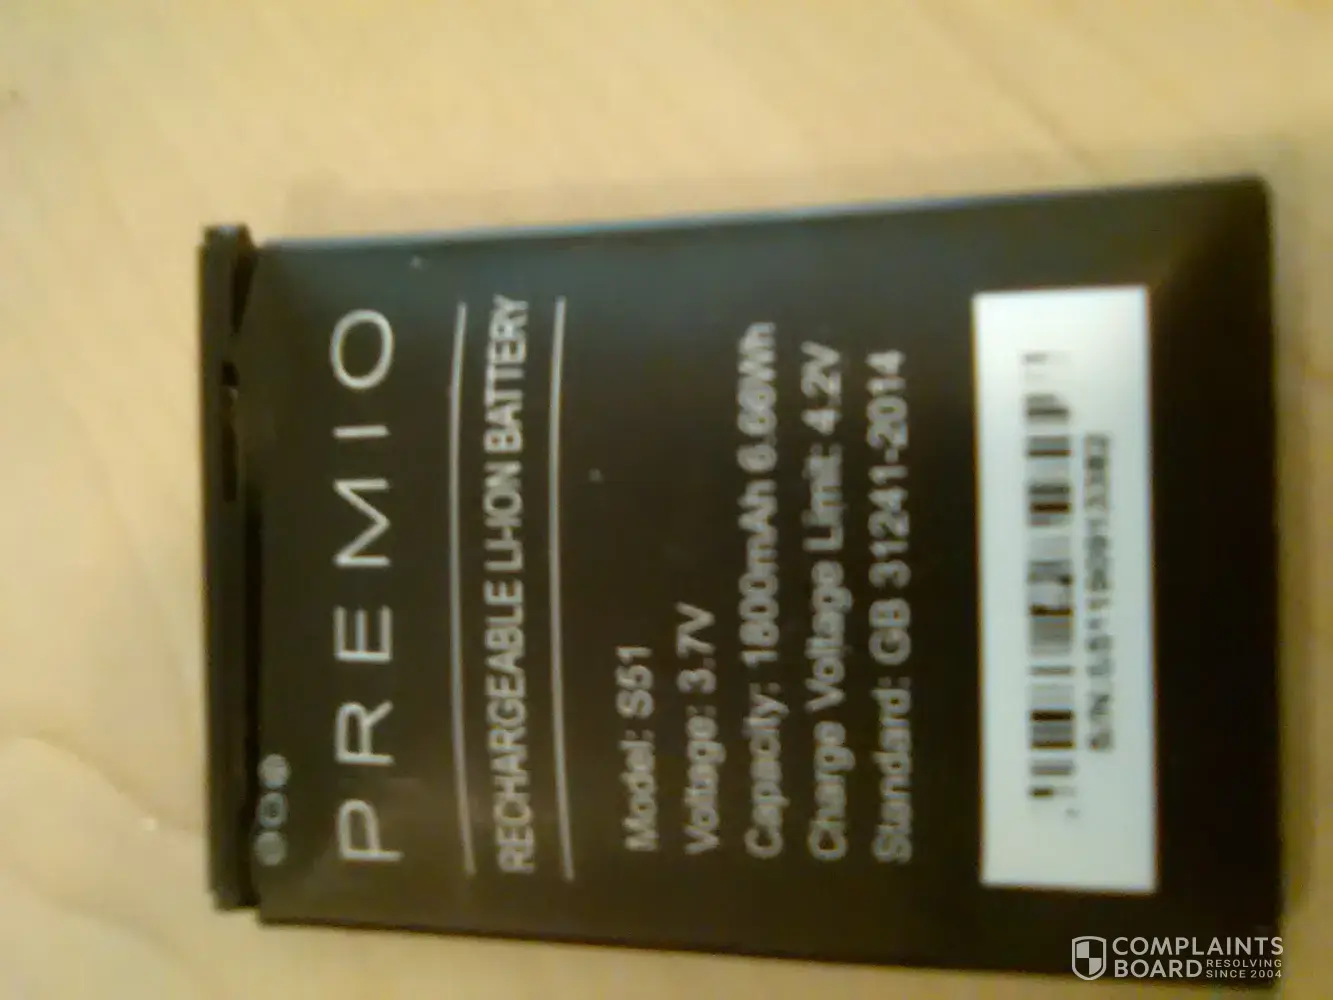 PREMIO
RECHARGEABLE LI-ION BATTERY
Model: S51
Voltage: 3.7V
Capacity: 1800mAh 6.66Wh
Charge Voltage Limit: 4.2V
Standard: GB 31241-2014
S/N:
COMPLAINTS
BOARD RESOLVING
SINCE 2004